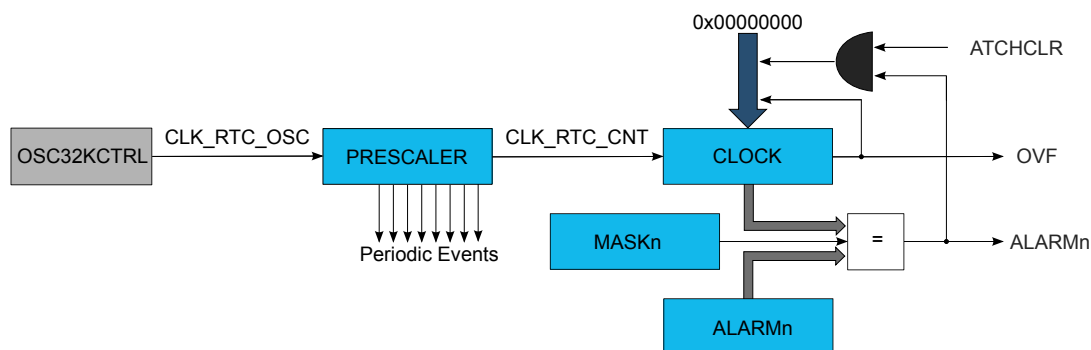 0x00000000
ATCHCLR
CLK_RTC_OSC
CLK_RTC_CNT
OSC32KCTRL
PRESCALER
CLOCK
OVF
Periodic Events
MASKn
=
ALARMn
ALARMn